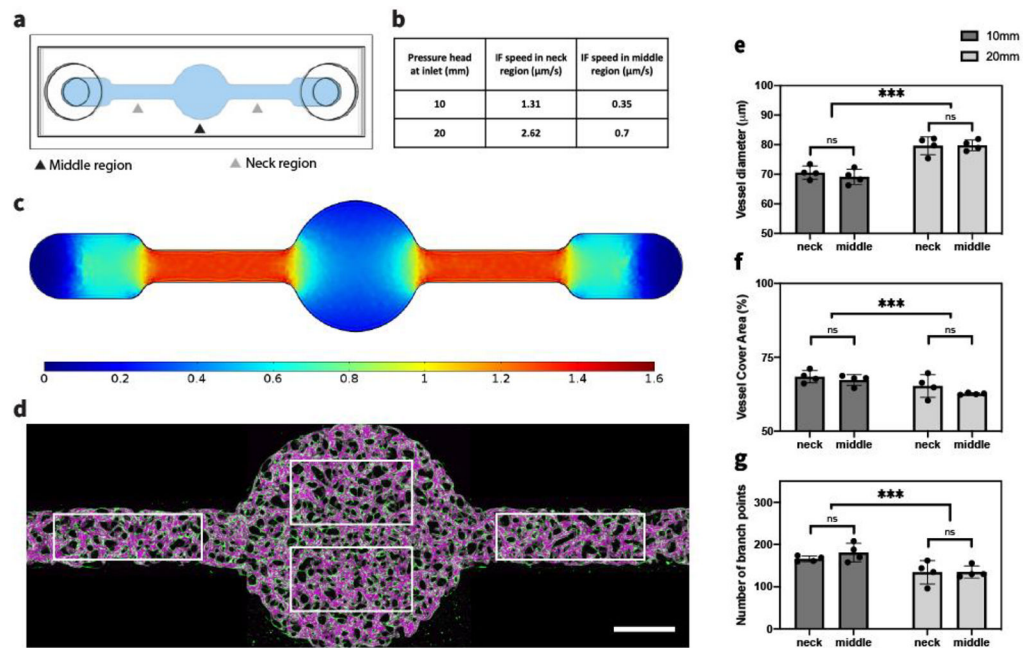 a
Middle region
Neck region
b
Pressure head at inlet (mm)
IF speed in neck region (μm/s)
IF speed in middle region (μm/s)
10
1.31
0.35
20
2.62
0.7
c
0 0.2 0.4 0.6 0.8 1 1.2 1.4 1.6
d
10mm
20mm
e
Vessel diameter (μm)
100
90
80
70
60
50
***
ns
ns
neck middle neck middle
f
Vessel Cover Area (%)
100
75
50
***
ns
ns
neck middle neck middle
g
Number of branch points
300
200
100
0
***
ns
ns
neck middle neck middle